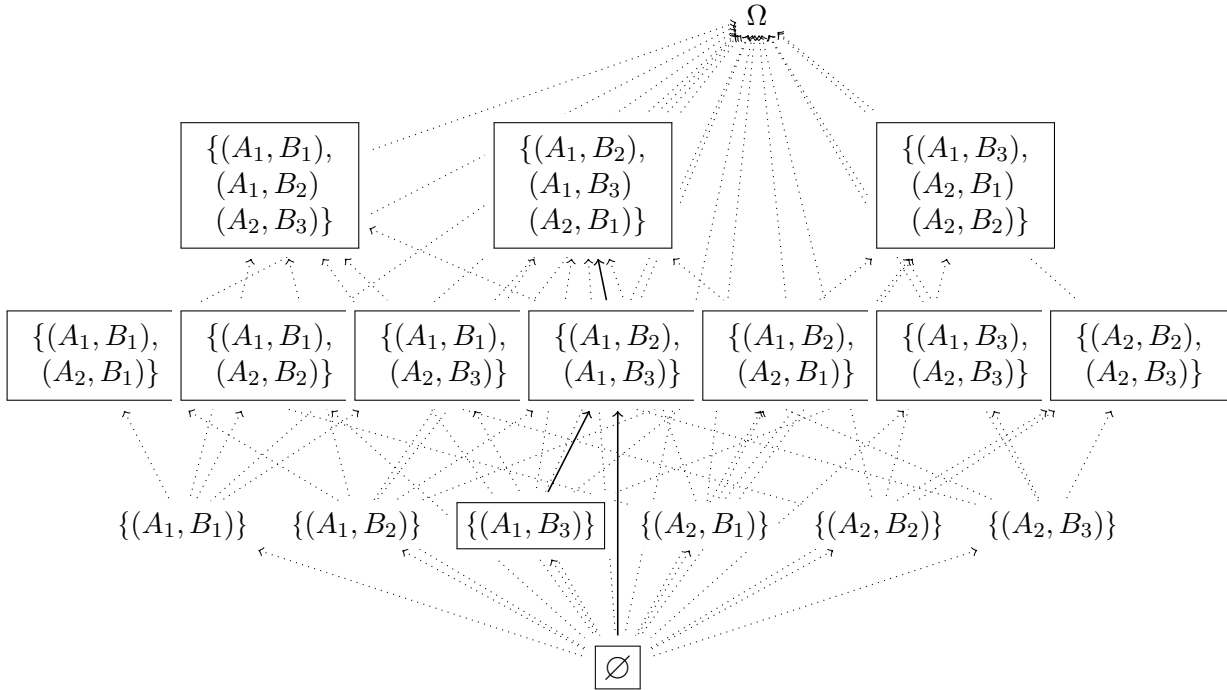 Ω
{(A₁, B₁), {(A₁, B₂), {(A₁, B₃),
(A₁, B₂) (A₁, B₃) (A₂, B₁)
(A₂, B₃)} (A₂, B₁)} (A₂, B₂)}
{(A₁, B₁), {(A₁, B₁), {(A₁, B₁), {(A₁, B₂), {(A₁, B₂), {(A₁, B₃), {(A₂, B₂),
(A₂, B₁)} (A₂, B₂)} (A₂, B₃)} (A₁, B₃)} (A₂, B₁)} (A₂, B₃)} (A₂, B₃)}
{(A₁, B₁)} {(A₁, B₂)} {(A₁, B₃)} {(A₂, B₁)} {(A₂, B₂)} {(A₂, B₃)}
∅